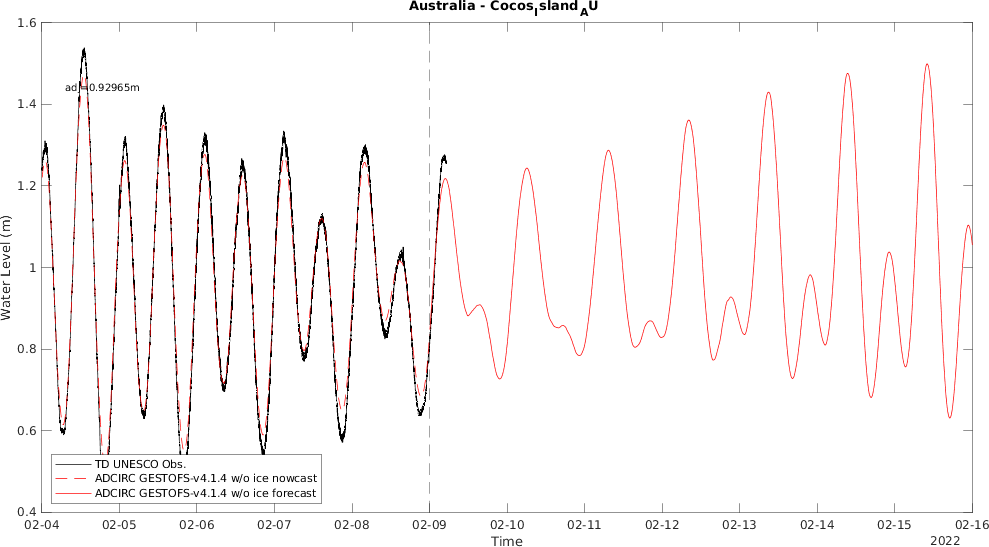 Australia - Cocos_Island_AU
1.6
1.4
1.2
1
0.8
0.6
0.4
Water Level (m)
adj=0.92965m
TD UNESCO Obs.
ADCIRC GESTOFS-v4.1.4 w/o ice nowcast
ADCIRC GESTOFS-v4.1.4 w/o ice forecast
02-04 02-05 02-06 02-07 02-08 02-09 02-10 02-11 02-12 02-13 02-14 02-15 02-16
Time
2022